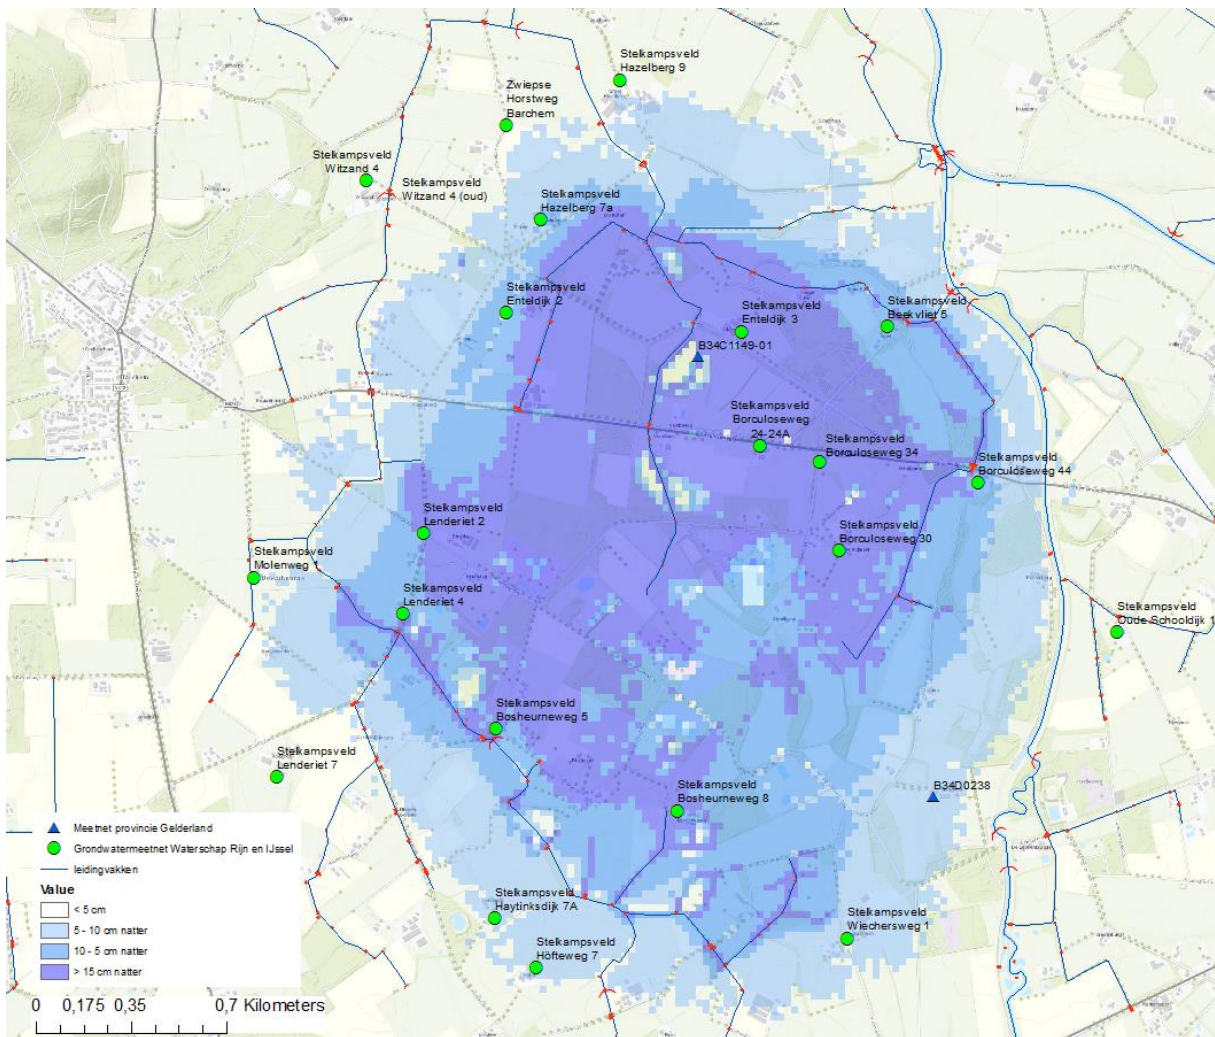 Stelkampsveld
Hazelberg 9
Zwiepse
Horstweg
Barchem
Stelkampsveld
Witzand 4
Stelkampsveld
Witzand 4 (oud)
Stelkampsveld
Hazelberg 7a
Stelkampsveld
Enteldijk 2
Stelkampsveld
Enteldijk 3
Stelkampsveld
Beekvliet 5
B34C1149-01
Stelkampsveld
Borculoseweg
24-24A
Stelkampsveld
Borculoseweg 34
Stelkampsveld
Borculoseweg 44
Stelkampsveld
Lenderiet 2
Stelkampsveld
Borculoseweg 30
Stelkampsveld
Molenweg 1
Stelkampsveld
Lenderiet 4
Stelkampsveld
Oude Schooldijk 1
Stelkampsveld
Bosheurneweg 5
Stelkampsveld
Lenderiet 7
Stelkampsveld
Bosheurneweg 8
B34D0238
Stelkampsveld
Haytinksdijk 7A
Stelkampsveld
Wiechersweg 1
Stelkampsveld
Höfteweg 7
Meetnet provincie Gelderland
Grondwatermeetnet Waterschap Rijn en IJssel
leidingvakken
Value
< 5 cm
5 - 10 cm natter
10 - 5 cm natter
> 15 cm natter
0 0,175 0,35 0,7 Kilometers